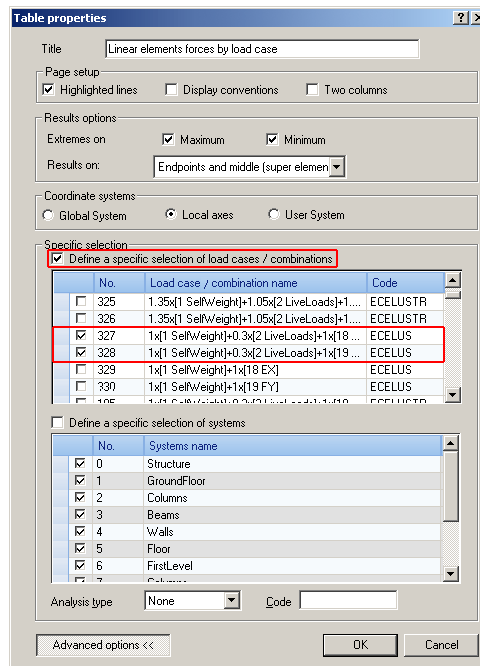 Table properties
Title Linear elements forces by load case
Page setup
Highlighted lines Display conventions Two columns
Results options
Extremes on Maximum Minimum
Results on: Endpoints and middle (super elemen
Coordinate systems
Global System Local axes User System
Specific selection
Define a specific selection of load cases / combinations
No. Load case / combination name Code
325 1.35x[1 SelfWeight]+1.05x[2 LiveLoads]+1... ECELUSTR
326 1.35x[1 SelfWeight]+1.05x[2 LiveLoads]+1... ECELUSTR
327 1x[1 SelfWeight]+0.3x[2 LiveLoads]+1x[18 ... ECELUS
328 1x[1 SelfWeight]+0.3x[2 LiveLoads]+1x[19 ... ECELUS
329 1x[1 SelfWeight]+1x[18 EX] ECELUS
330 1x[1 SelfWeight]+1x[19 FY] ECELUS
Define a specific selection of systems
No. Systems name
0 Structure
1 GroundFloor
2 Columns
3 Beams
4 Walls
5 Floor
6 FirstLevel
7 Columns
Analysis type None Code
Advanced options << OK Cancel